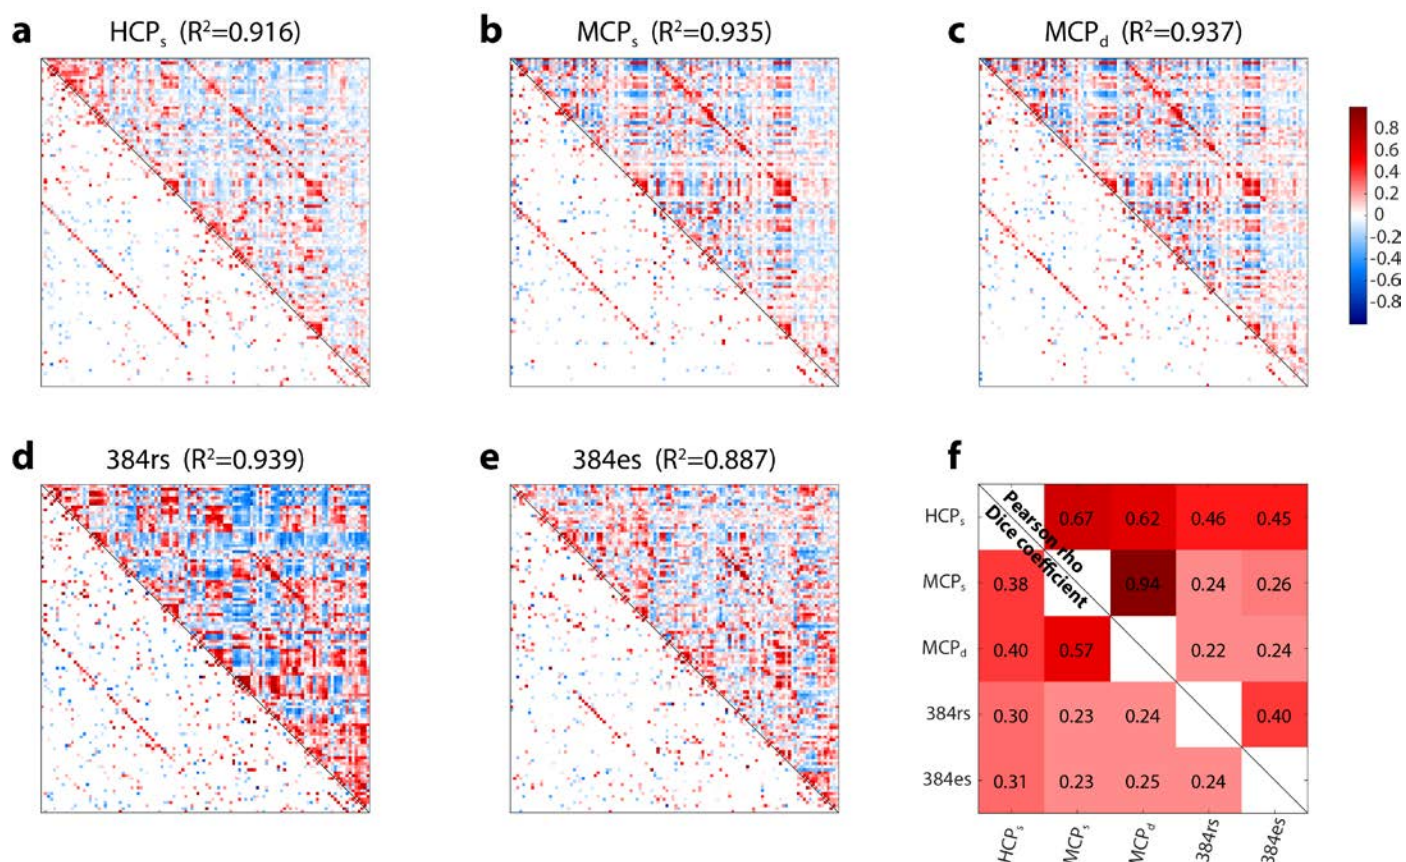 a HCPs (R²=0.916)
b MCPs (R²=0.935)
c MCPd (R²=0.937)
0.8
0.6
0.4
0.2
0
-0.2
-0.4
-0.6
-0.8
d 384rs (R²=0.939)
e 384es (R²=0.887)
f
Pearson rho
Dice coefficient
HCPs 0.67 0.62 0.46 0.45
MCPs 0.38 0.94 0.24 0.26
MCPd 0.40 0.57 0.22 0.24
384rs 0.30 0.23 0.24 0.40
384es 0.31 0.23 0.25 0.24
HCPs MCPs MCPd 384rs 384es